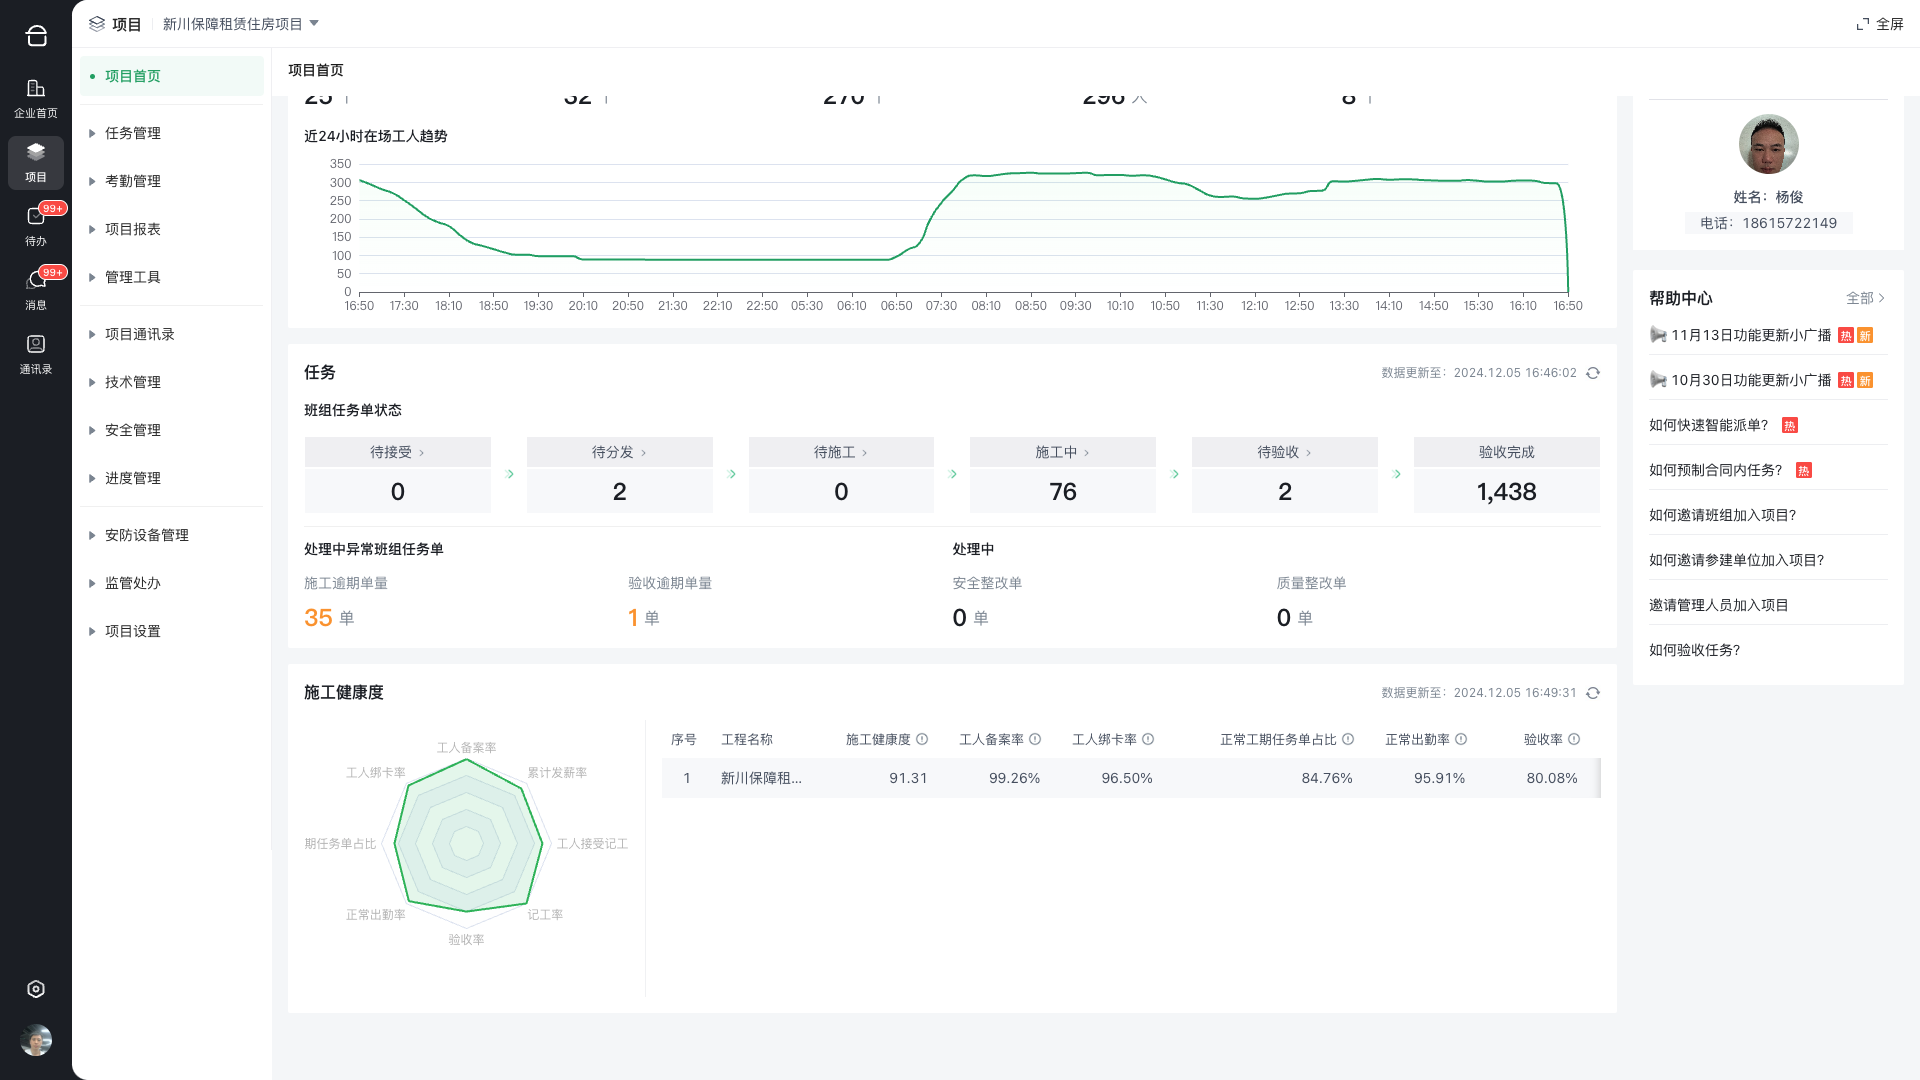 项目
新川保障租赁住房项目
全屏
企业首页
项目
99+
待办
99+
消息
通讯录
项目首页
任务管理
考勤管理
项目报表
管理工具
项目通讯录
技术管理
安全管理
进度管理
安防设备管理
监管处办
项目设置
项目首页
25 个
32 个
270 个
296 人
8 个
近24小时在场工人趋势
350
300
250
200
150
100
50
0
16:50 17:30 18:10 18:50 19:30 20:10 20:50 21:30 22:10 22:50 05:30 06:10 06:50 07:30 08:10 08:50 09:30 10:10 10:50 11:30 12:10 12:50 13:30 14:10 14:50 15:30 16:10 16:50
任务
数据更新至：2024.12.05 16:46:02
班组任务单状态
待接受 > 待分发 > 待施工 > 施工中 > 待验收 > 验收完成
0 2 0 76 2 1,438
处理中异常班组任务单
处理中
施工逾期单量 验收逾期单量 安全整改单 质量整改单
35 单 1 单 0 单 0 单
施工健康度
数据更新至：2024.12.05 16:49:31
工人备案率
工人绑卡率 累计发薪率
期任务单占比 工人接受记工
正常出勤率 记工率
验收率
序号 工程名称 施工健康度 工人备案率 工人绑卡率 正常工期任务单占比 正常出勤率 验收率
1 新川保障租... 91.31 99.26% 96.50% 84.76% 95.91% 80.08%
姓名：杨俊
电话：18615722149
帮助中心
全部 >
11月13日功能更新小广播 热 新
10月30日功能更新小广播 热 新
如何快速智能派单? 热
如何预制合同内任务? 热
如何邀请班组加入项目?
如何邀请参建单位加入项目?
邀请管理人员加入项目
如何验收任务?